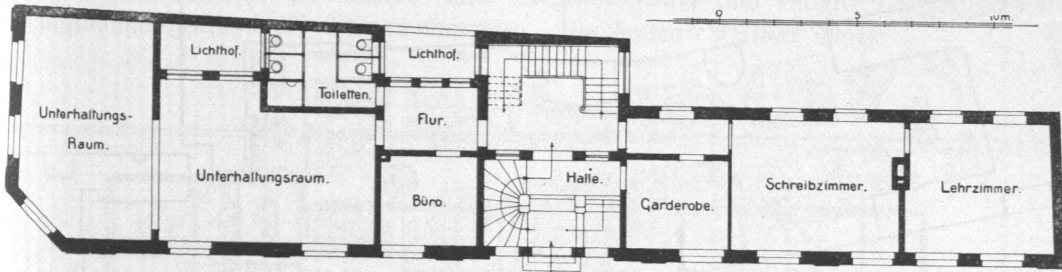 0 5 10 m.
Lichthof.
Lichthof.
Toiletten.
Unterhaltungs-
Raum.
Flur.
Unterhaltungsraum.
Büro.
Halle.
Garderobe.
Schreibzimmer.
Lehrzimmer.